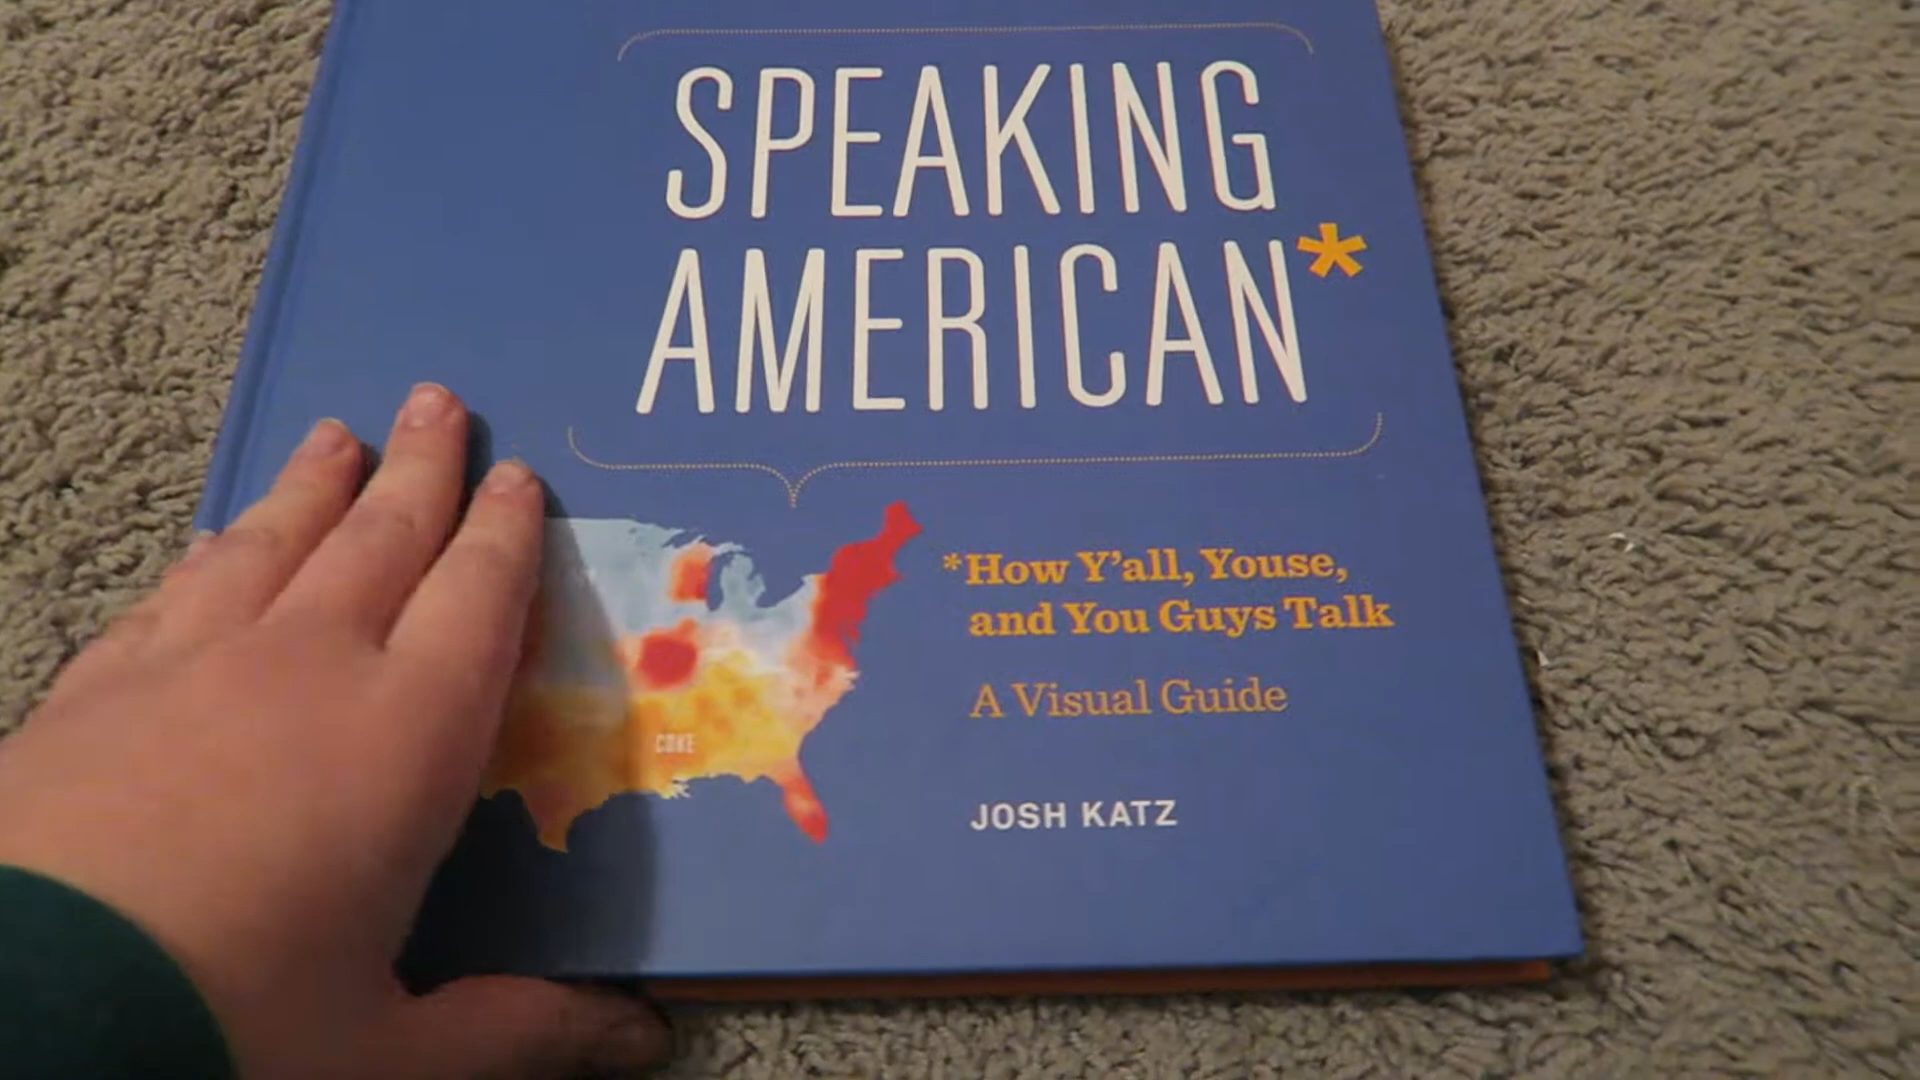 SPEAKING
AMERICAN*
*How Y'all, Youse,
and You Guys Talk
A Visual Guide
COKE
JOSH KATZ